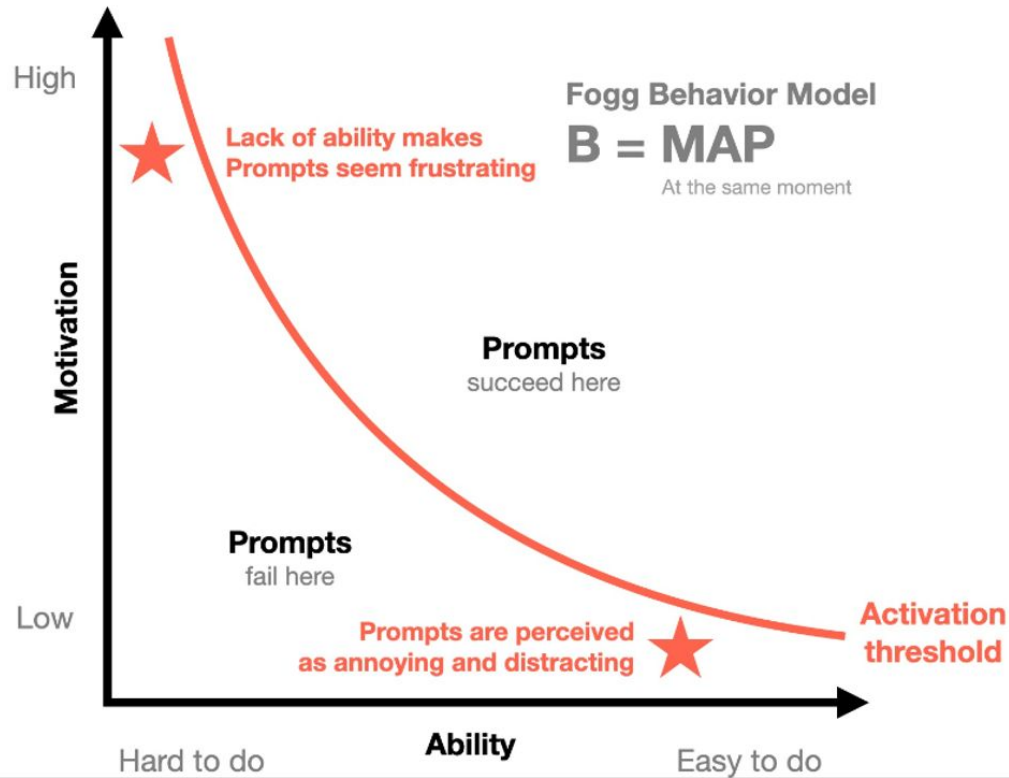 High
Fogg Behavior Model
B = MAP
At the same moment
Lack of ability makes
Prompts seem frustrating
Motivation
Prompts
succeed here
Prompts
fail here
Low
Prompts are perceived
as annoying and distracting
Activation
threshold
Ability
Hard to do
Easy to do